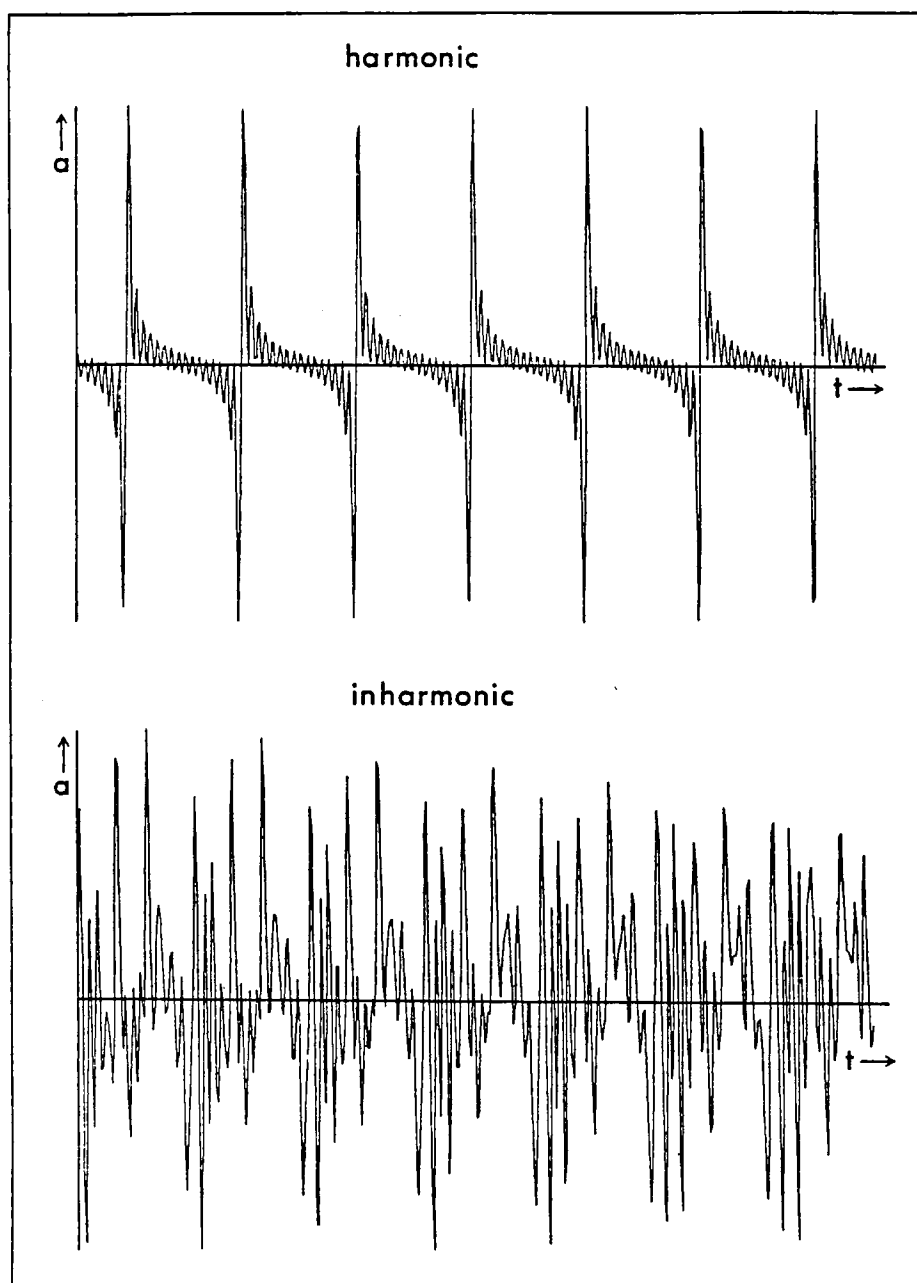 harmonic
a →
t →
inharmonic
a →
t →